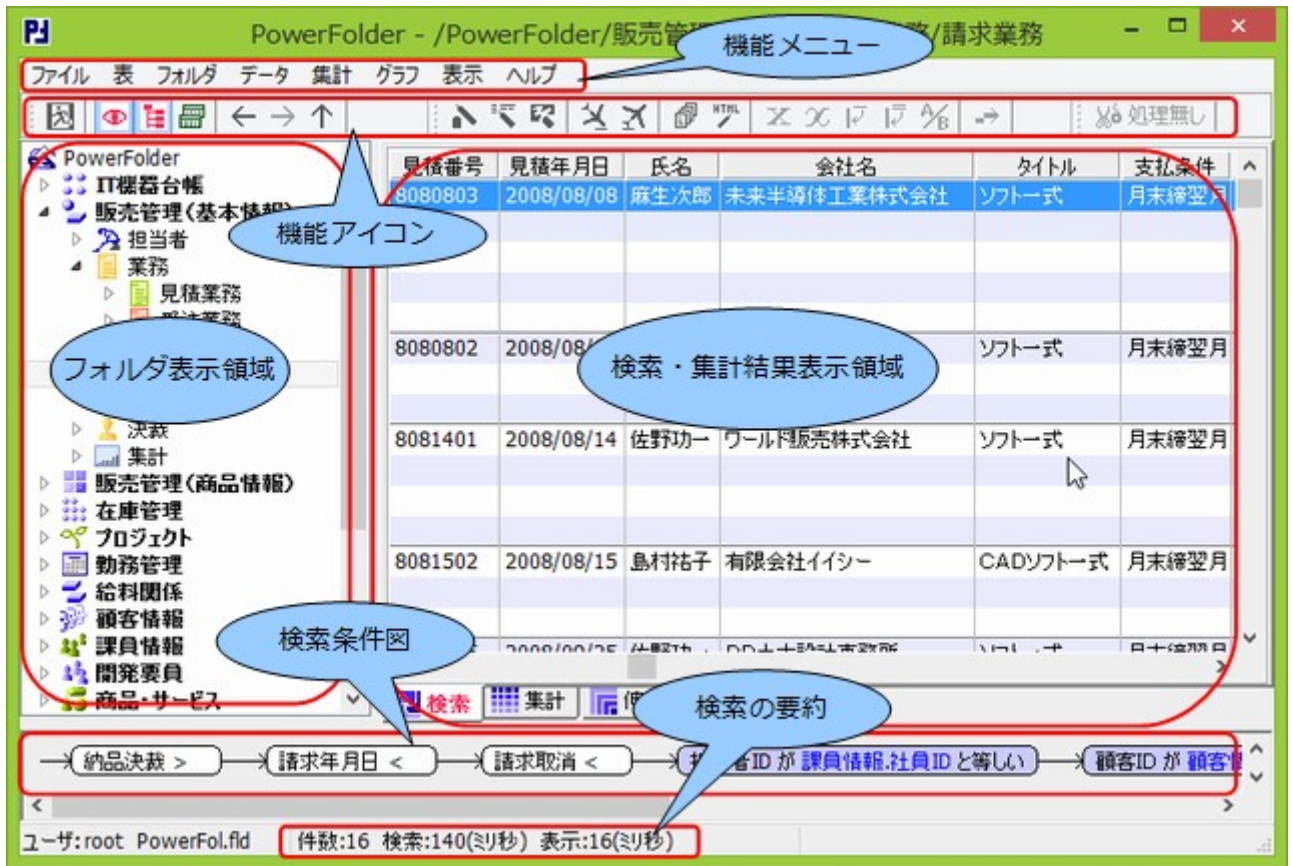 PowerFolder - /PowerFolder/販売管 /請求業務
機能メニュー
ファイル 表 フォルダ データ 集計 グラフ 表示 ヘルプ
HTML A/B 処理無し
PowerFolder
IT機器台帳
販売管理(基本情報)
担当者
業務
見積業務
フォルダ表示領域
決裁
集計
販売管理(商品情報)
在庫管理
プロジェクト
勤務管理
給料関係
顧客情報
課員情報
開発要員
商品・サービス
機能アイコン
見積番号 見積年月日 氏名 会社名 タイトル 支払条件
8080803 2008/08/08 麻生次郎 未来半導体工業株式会社 ソフト一式 月末締翌月
8080802 2008/08/ ソフト一式 月末締翌月
検索・集計結果表示領域
8081401 2008/08/14 佐野功一 ワールド販売株式会社 ソフト一式 月末締翌月
8081502 2008/08/15 島村祐子 有限会社イイシー CADソフト一式 月末締翌月
検索条件図
検索 集計
検索の要約
納品決裁 > 請求年月日 < 請求取消 < 者ID が 課員情報.社員ID と等しい 顧客ID が 顧客
ユーザ:root PowerFol.fld 件数:16 検索:140(ミリ秒) 表示:16(ミリ秒)